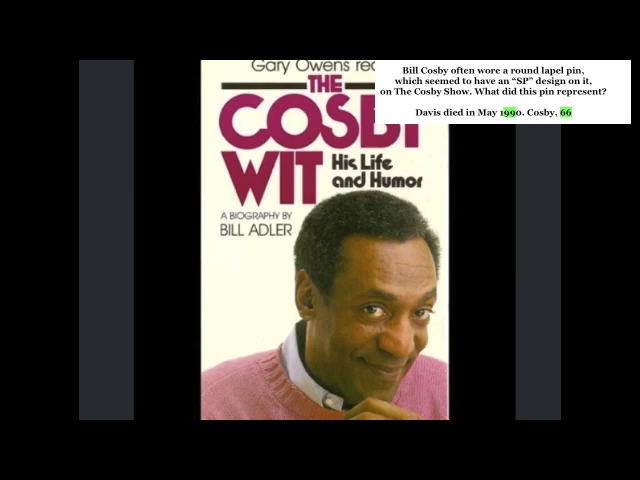 Gary Owens rea
THE
COSBY
WIT
His Life
and Humor
A BIOGRAPHY BY
BILL ADLER
Bill Cosby often wore a round lapel pin,
which seemed to have an “SP” design on it,
on The Cosby Show. What did this pin represent?
Davis died in May 1990. Cosby, 66